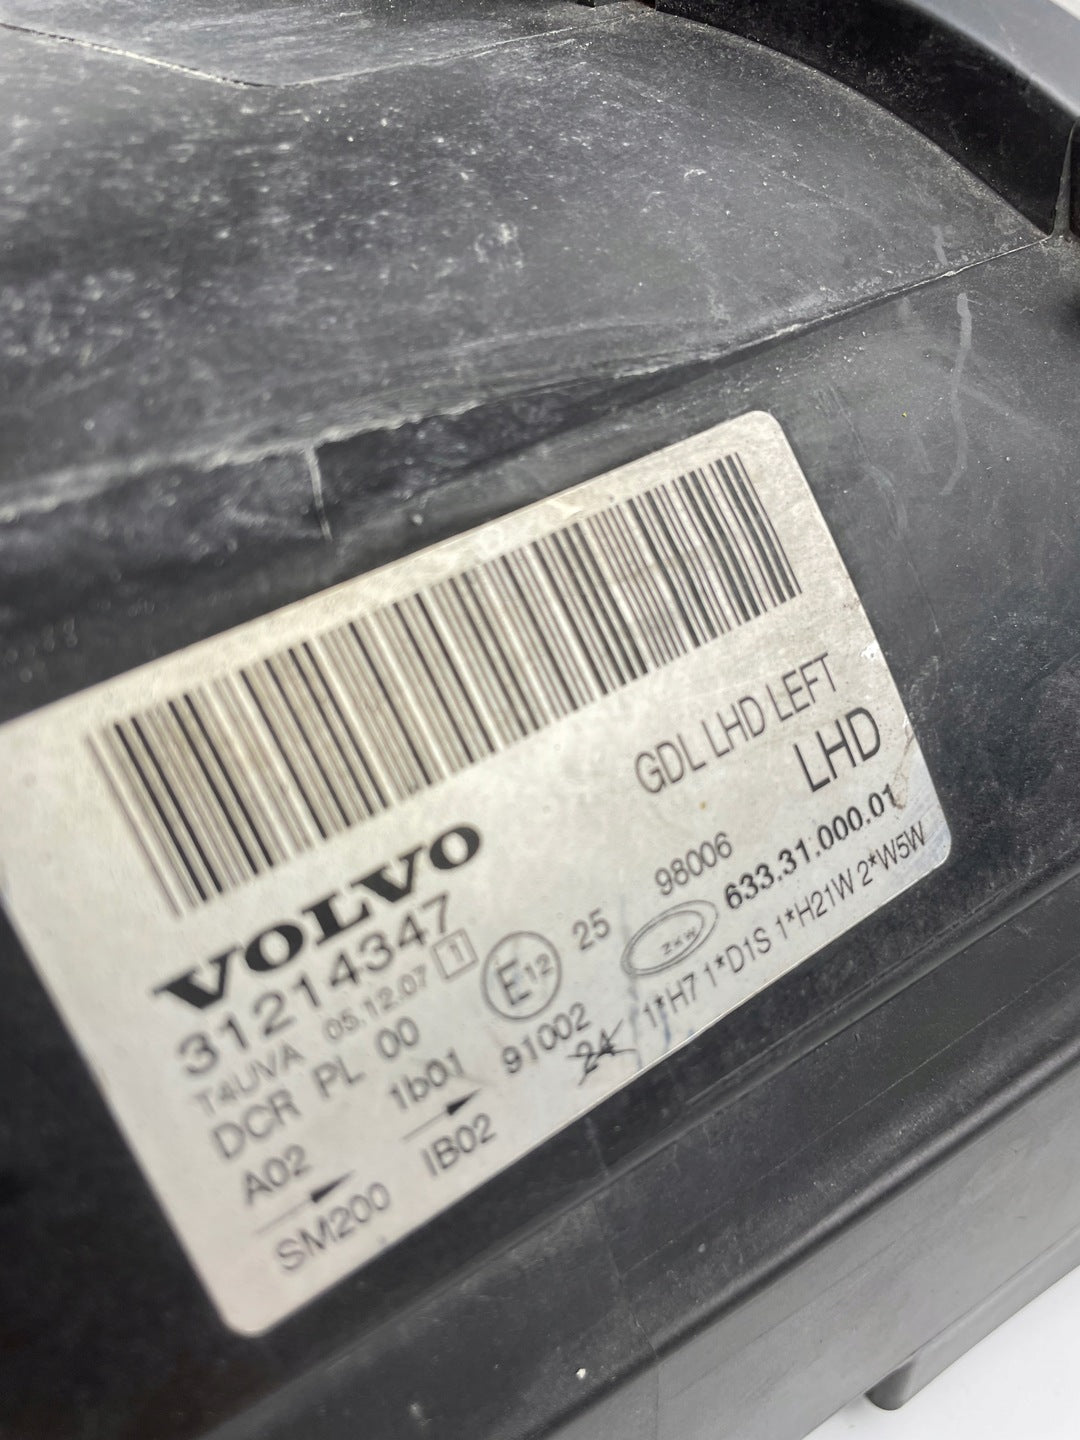 GDL LHD LEFT
LHD
VOLVO
31214347
98006
633.31.000.01
T4UVA 05.12.07 1
E12 25
ZKW
DCR PL 00
1*H7 1*D1S 1*H21W 2*W5W
A02 1b01 91002
24
SM200 IB02